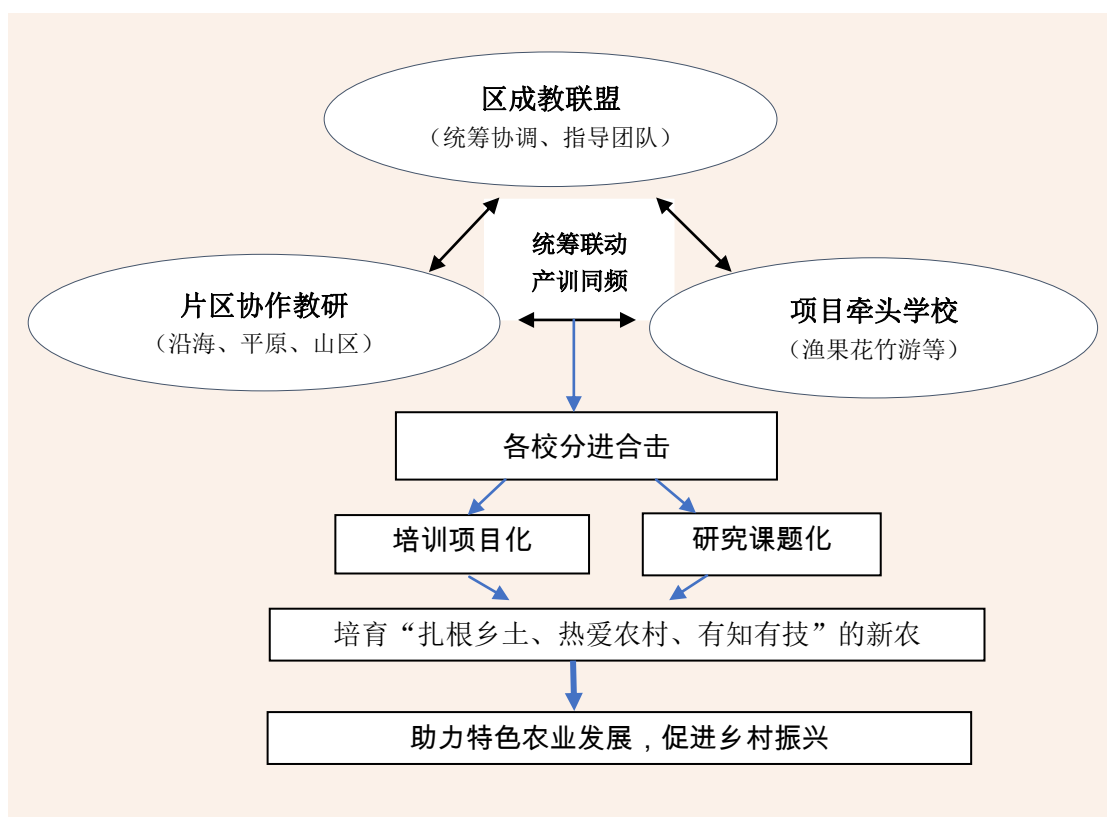 区成教联盟
（统筹协调、指导团队）
统筹联动
产训同频
片区协作教研
（沿海、平原、山区）
项目牵头学校
（渔果花竹游等）
各校分进合击
培训项目化
研究课题化
培育“扎根乡土、热爱农村、有知有技”的新农
助力特色农业发展，促进乡村振兴